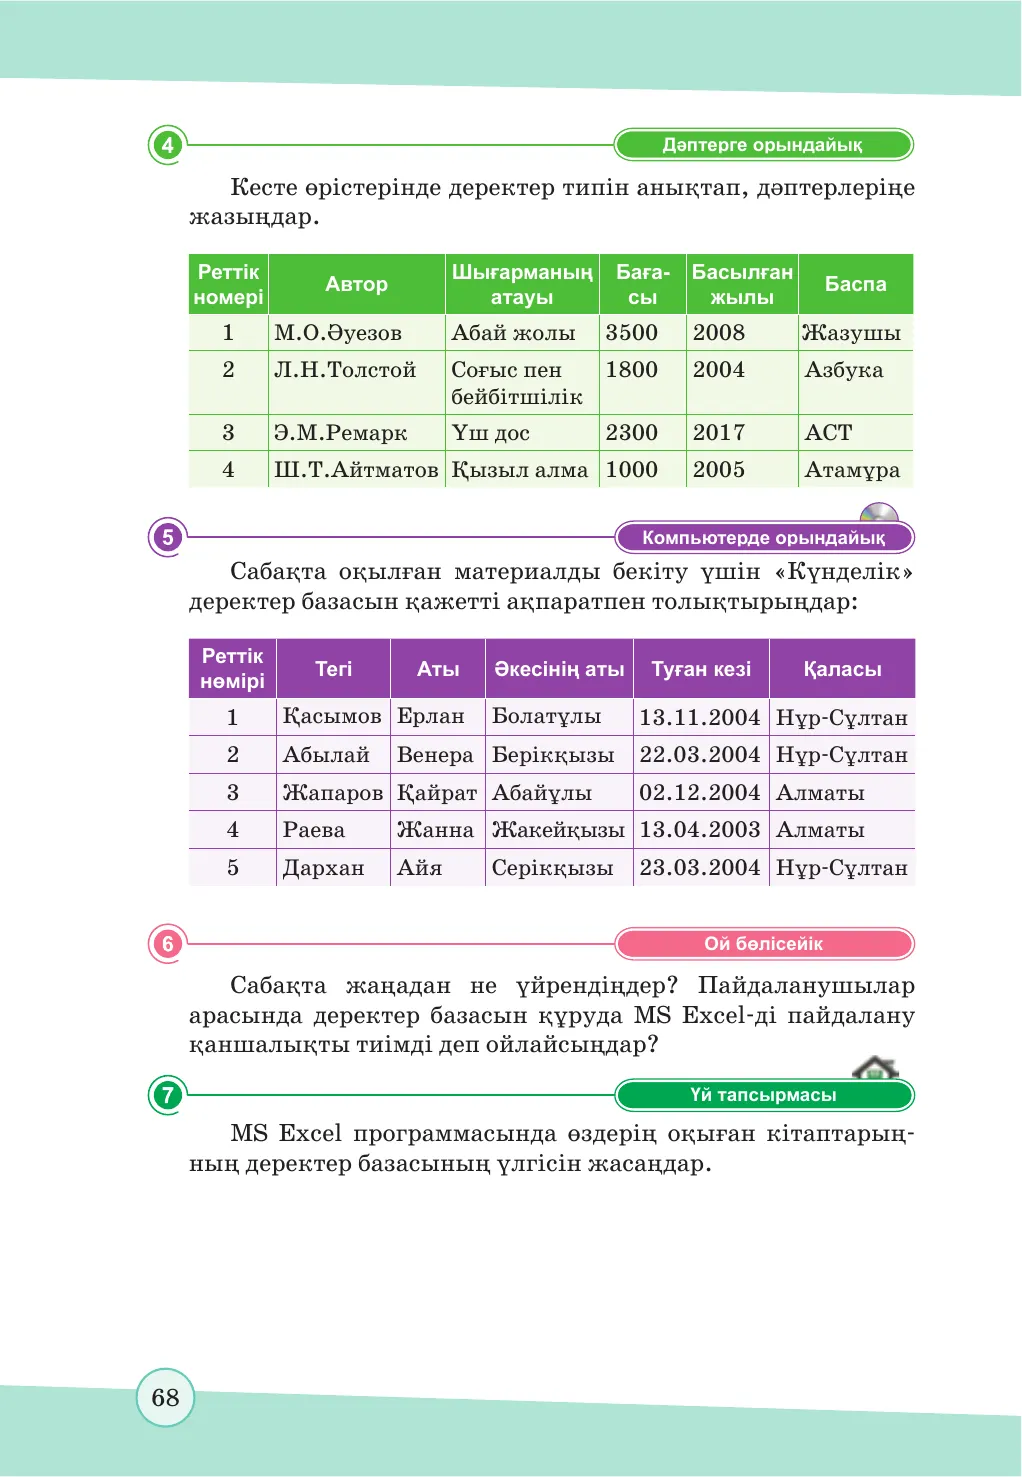 4
Дәптерге орындайық
Кесте өрістерінде деректер типін анықтап, дәптерлеріңе
жазыңдар.
Реттік номері | Автор | Шығарманың атауы | Баға-сы | Басылған жылы | Баспа
1 | М.О.Әуезов | Абай жолы | 3500 | 2008 | Жазушы
2 | Л.Н.Толстой | Соғыс пен бейбітшілік | 1800 | 2004 | Азбука
3 | Э.М.Ремарк | Үш дос | 2300 | 2017 | АСТ
4 | Ш.Т.Айтматов | Қызыл алма | 1000 | 2005 | Атамұра
5
Компьютерде орындайық
Сабақта оқылған материалды бекіту үшін «Күнделік»
деректер базасын қажетті ақпаратпен толықтырыңдар:
Реттік нөмірі | Тегі | Аты | Әкесінің аты | Туған кезі | Қаласы
1 | Қасымов | Ерлан | Болатұлы | 13.11.2004 | Нұр-Сұлтан
2 | Абылай | Венера | Берікқызы | 22.03.2004 | Нұр-Сұлтан
3 | Жапаров | Қайрат | Абайұлы | 02.12.2004 | Алматы
4 | Раева | Жанна | Жакейқызы | 13.04.2003 | Алматы
5 | Дархан | Айя | Серікқызы | 23.03.2004 | Нұр-Сұлтан
6
Ой бөлісейік
Сабақта жаңадан не үйрендіңдер? Пайдаланушылар
арасында деректер базасын құруда MS Excel-ді пайдалану
қаншалықты тиімді деп ойлайсыңдар?
7
Үй тапсырмасы
MS Excel программасында өздерің оқыған кітаптарың-
ның деректер базасының үлгісін жасаңдар.
68